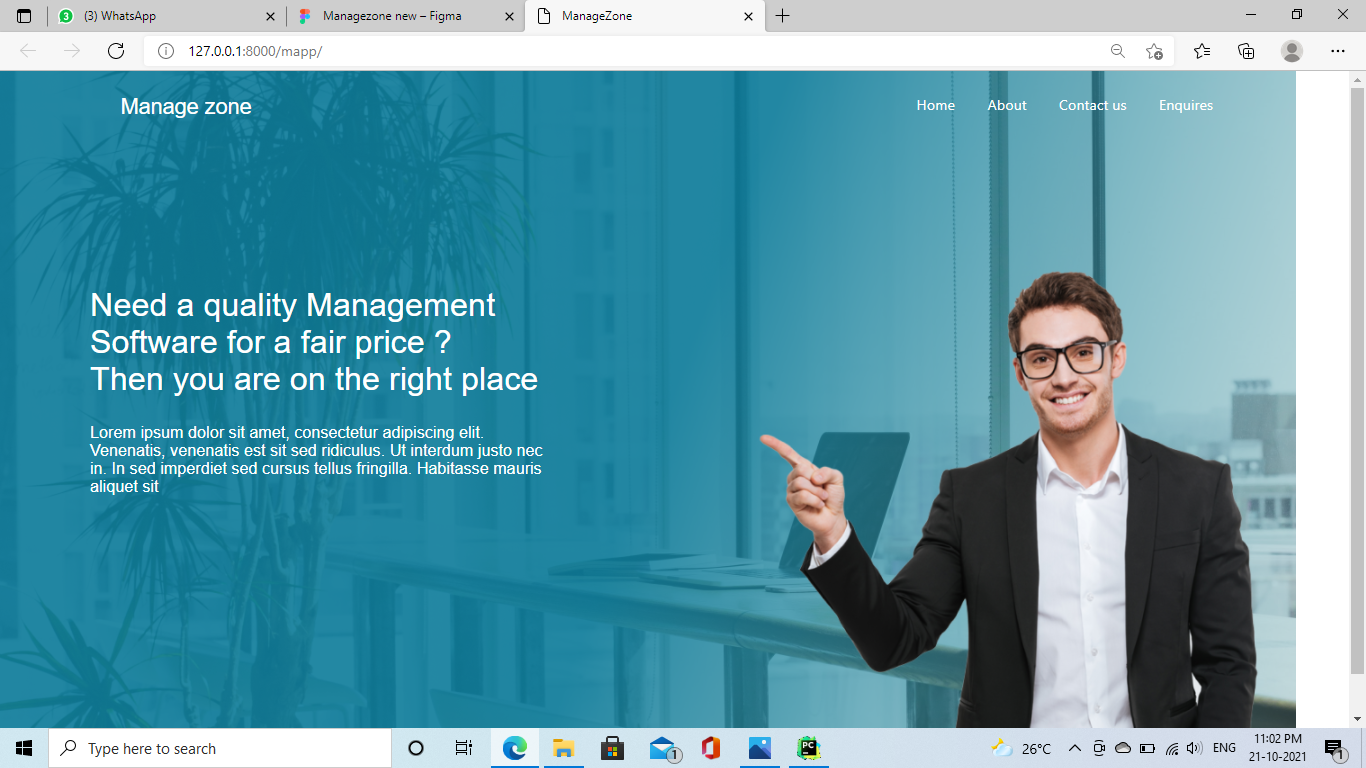 (3) WhatsApp
Managezone new – Figma
ManageZone
127.0.0.1:8000/mapp/
Manage zone
Home About Contact us Enquires
Need a quality Management
Software for a fair price ?
Then you are on the right place
Lorem ipsum dolor sit amet, consectetur adipiscing elit.
Venenatis, venenatis est sit sed ridiculus. Ut interdum justo nec
in. In sed imperdiet sed cursus tellus fringilla. Habitasse mauris
aliquet sit
Type here to search
1
PC
26°C
ENG
11:02 PM
21-10-2021
1